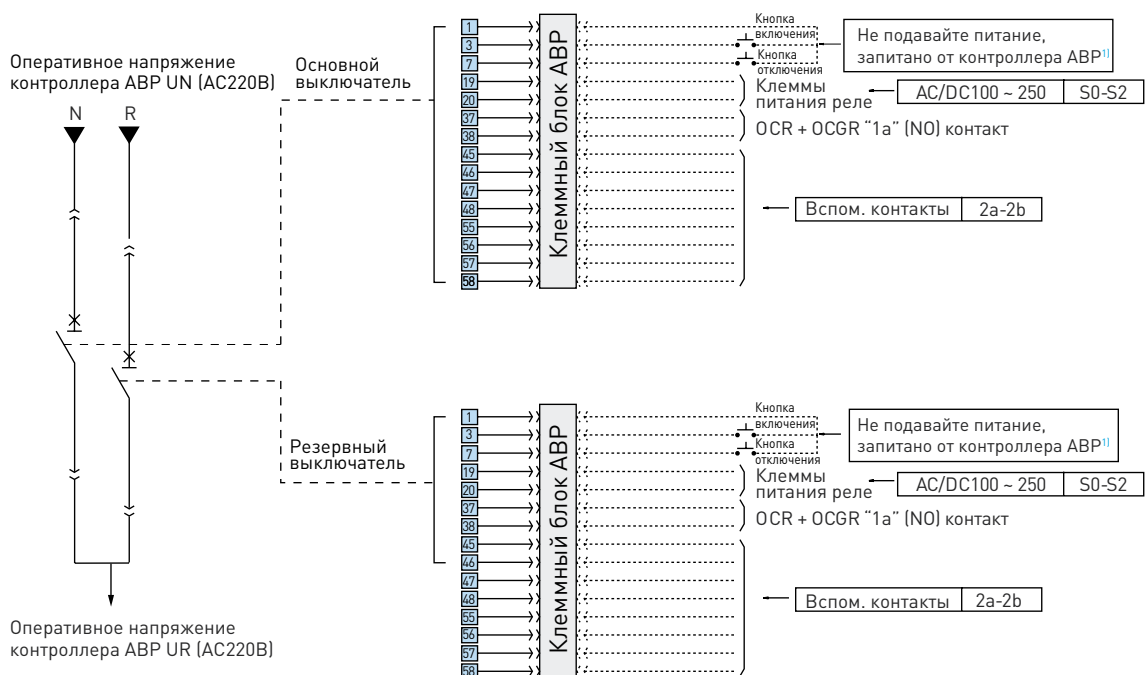 Оперативное напряжение
контроллера АВР UN (AC220В)
N R
Основной
выключатель
1
3
7
19
20
37
38
45
46
47
48
55
56
57
58
Клеммный блок АВР
Кнопка
включения
Кнопка
отключения
Не подавайте питание,
запитано от контроллера АВР1)
Клеммы
питания реле
AC/DC100 ~ 250 S0-S2
OCR + OCGR “1a” (NO) контакт
Вспом. контакты 2a-2b
Резервный
выключатель
1
3
7
19
20
37
38
45
46
47
48
55
56
57
58
Клеммный блок АВР
Кнопка
включения
Кнопка
отключения
Не подавайте питание,
запитано от контроллера АВР1)
Клеммы
питания реле
AC/DC100 ~ 250 S0-S2
OCR + OCGR “1a” (NO) контакт
Вспом. контакты 2a-2b
Оперативное напряжение
контроллера АВР UR (AC220В)